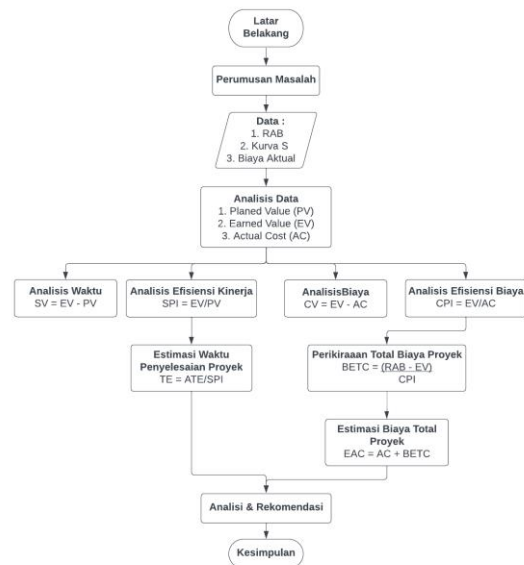 Latar
Belakang
Perumusan Masalah
Data :
1. RAB
2. Kurva S
3. Biaya Aktual
Analisis Data
1. Planed Value (PV)
2. Earned Value (EV)
3. Actual Cost (AC)
Analisis Waktu
SV = EV - PV
Analisis Efisiensi Kinerja
SPI = EV/PV
AnalisisBiaya
CV = EV - AC
Analisis Efisiensi Biaya
CPI = EV/AC
Estimasi Waktu
Penyelesaian Proyek
TE = ATE/SPI
Perikiraaan Total Biaya Proyek
BETC = (RAB - EV)
CPI
Estimasi Biaya Total
Proyek
EAC = AC + BETC
Analisi & Rekomendasi
Kesimpulan